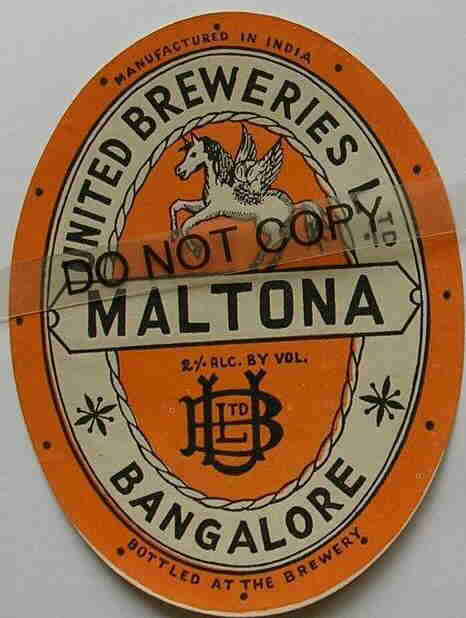 MANUFACTURED IN INDIA
UNITED BREWERIES LTD
DO NOT COPY
MALTONA
2% ALC. BY VOL.
UB
LTD
BANGALORE
BOTTLED AT THE BREWERY